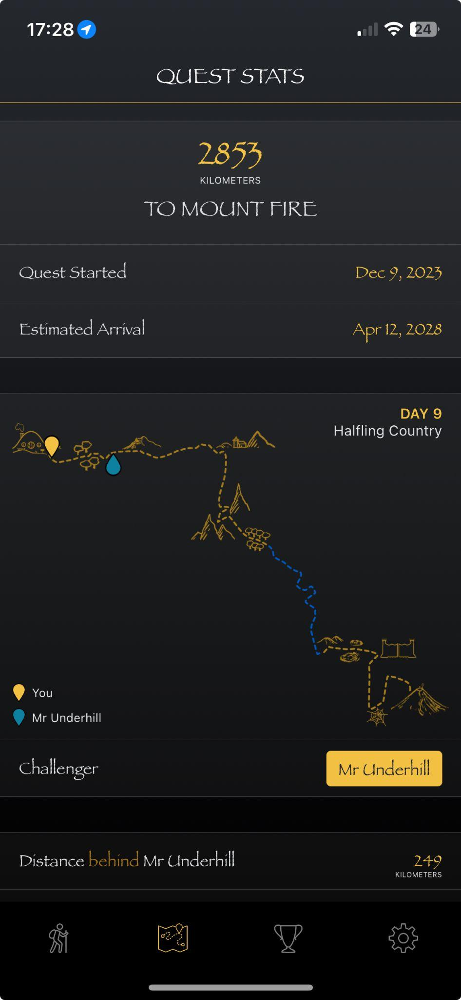 17:28
24
QUEST STATS
2853
KILOMETERS
TO MOUNT FIRE
Quest Started Dec 9, 2023
Estimated Arrival Apr 12, 2028
DAY 9
Halfling Country
You
Mr Underhill
Challenger Mr Underhill
Distance behind Mr Underhill 249
KILOMETERS